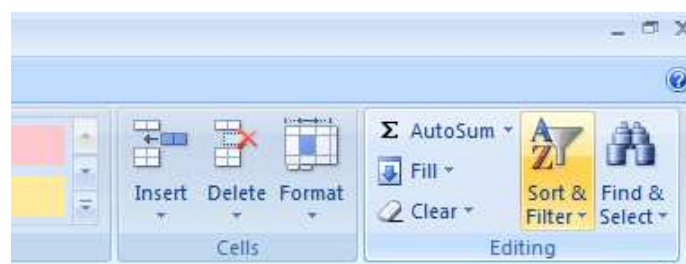 Insert
Delete
Format
Cells
Σ AutoSum
Fill
Clear
Sort &
Filter
Find &
Select
Editing